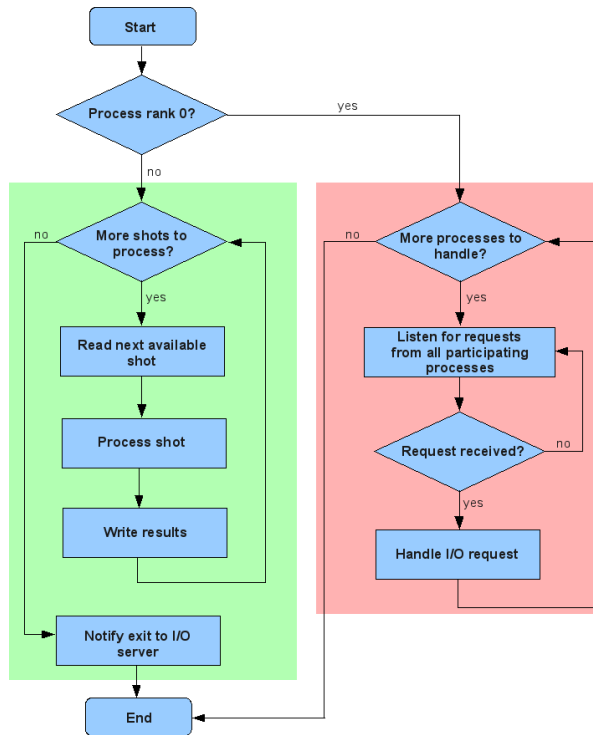 Start
Process rank 0?
yes
no
no
More shots to
process?
yes
Read next available
shot
Process shot
Write results
Notify exit to I/O
server
End
no
More processes to
handle?
yes
Listen for requests
from all participating
processes
Request received?
no
yes
Handle I/O request